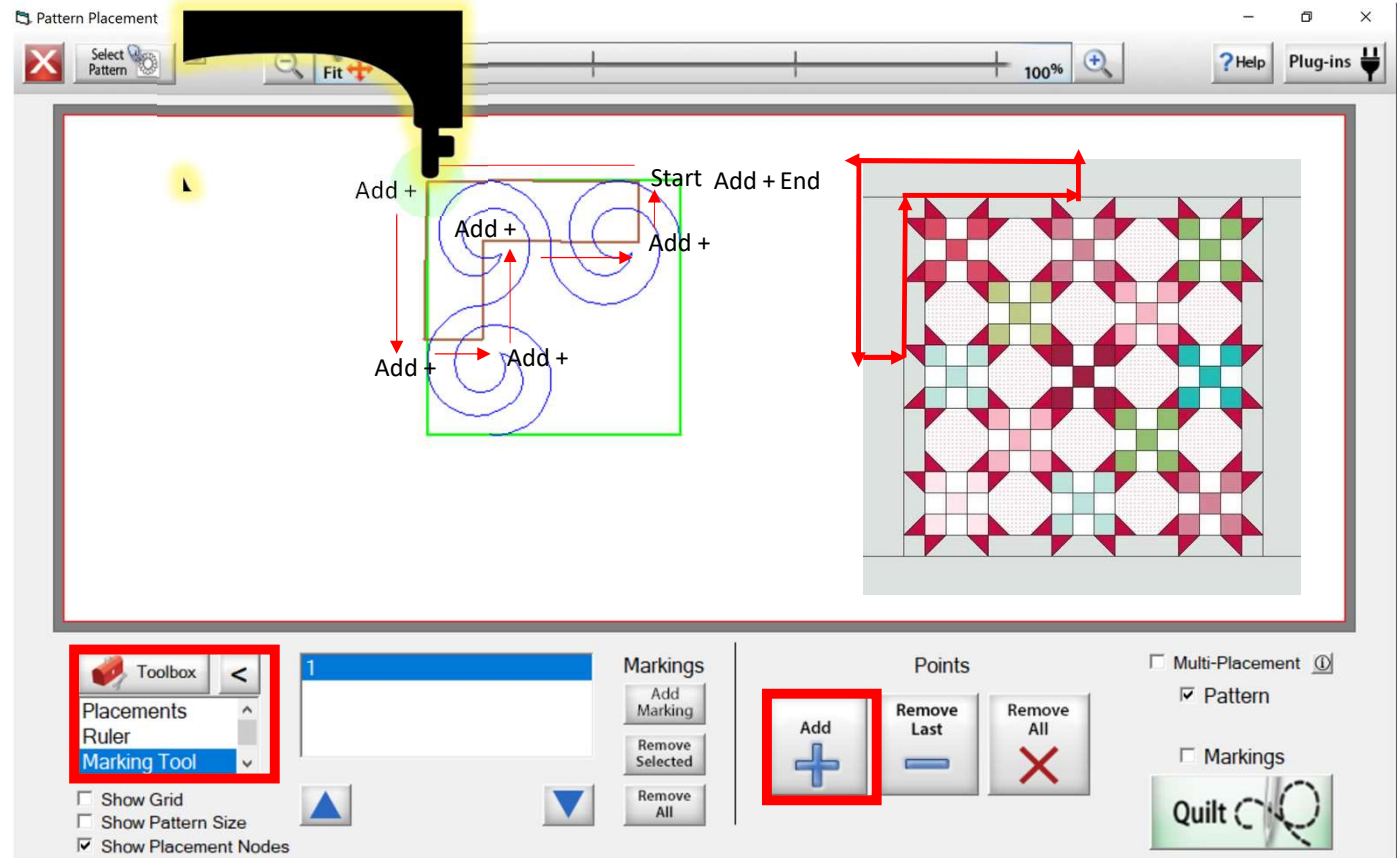 Pattern Placement
Select
Pattern
Fit
100%
?Help
Plug-ins
Start Add + End
Add +
Add +
Add +
Add +
Add +
Toolbox
<
Placements
Ruler
Marking Tool
Show Grid
Show Pattern Size
Show Placement Nodes
1
Markings
Add
Marking
Remove
Selected
Remove
All
Points
Add
Remove
Last
Remove
All
Multi-Placement
Pattern
Markings
Quilt